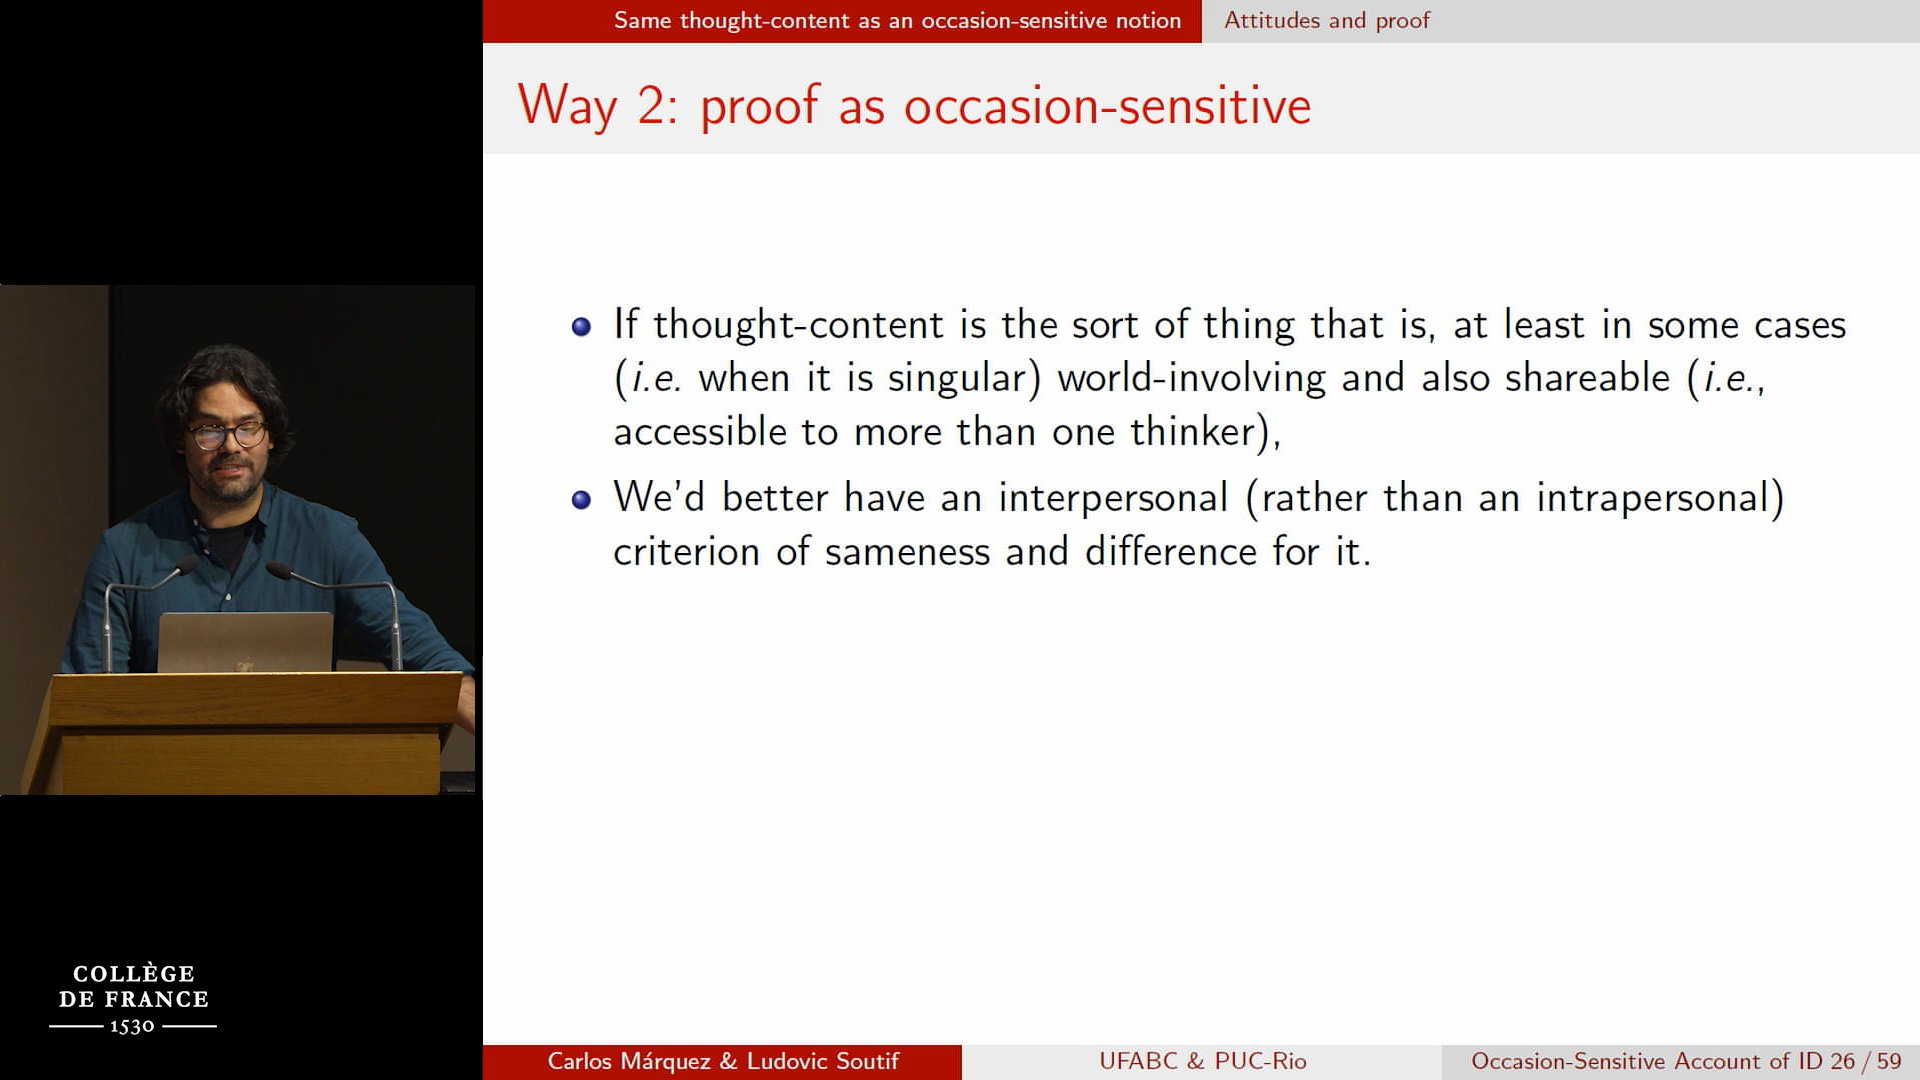 Same thought-content as an occasion-sensitive notion
Attitudes and proof
Way 2: proof as occasion-sensitive
If thought-content is the sort of thing that is, at least in some cases
(i.e. when it is singular) world-involving and also shareable (i.e.,
accessible to more than one thinker),
We'd better have an interpersonal (rather than an intrapersonal)
criterion of sameness and difference for it.
COLLÈGE
DE FRANCE
1530
Carlos Márquez & Ludovic Soutif
UFABC & PUC-Rio
Occasion-Sensitive Account of ID 26 / 59